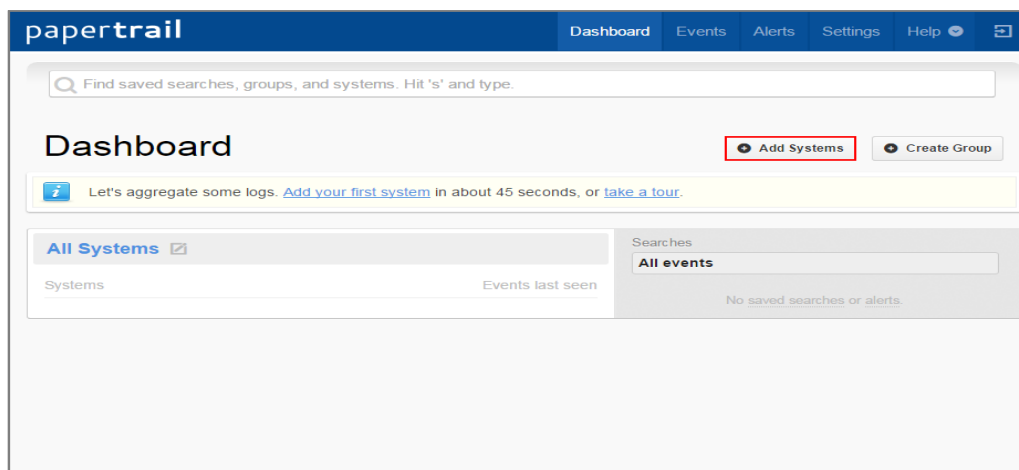 papertrail
Dashboard Events Alerts Settings Help
Find saved searches, groups, and systems. Hit 's' and type.
Dashboard
Add Systems
Create Group
Let's aggregate some logs. Add your first system in about 45 seconds, or take a tour.
All Systems
Systems Events last seen
Searches
All events
No saved searches or alerts.